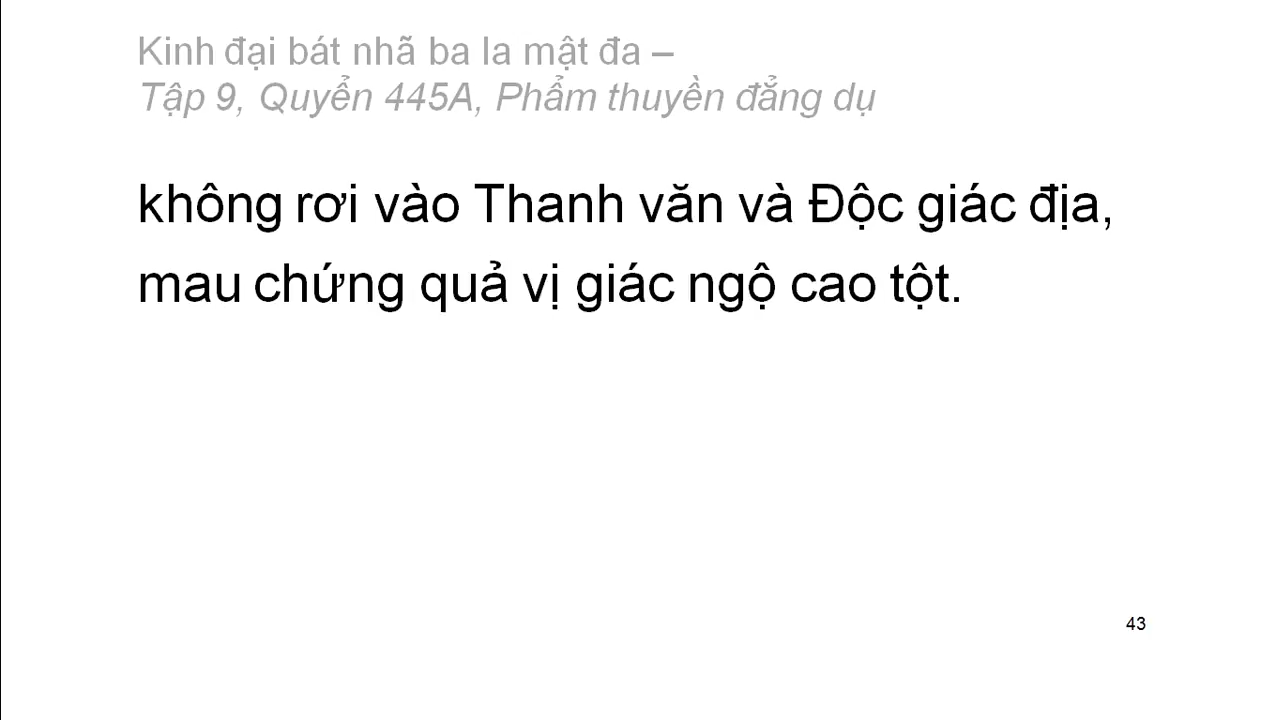 Kinh đại bát nhã ba la mật đa –
Tập 9, Quyển 445A, Phẩm thuyền đẳng dụ
không rơi vào Thanh văn và Độc giác địa,
mau chứng quả vị giác ngộ cao tột.
43